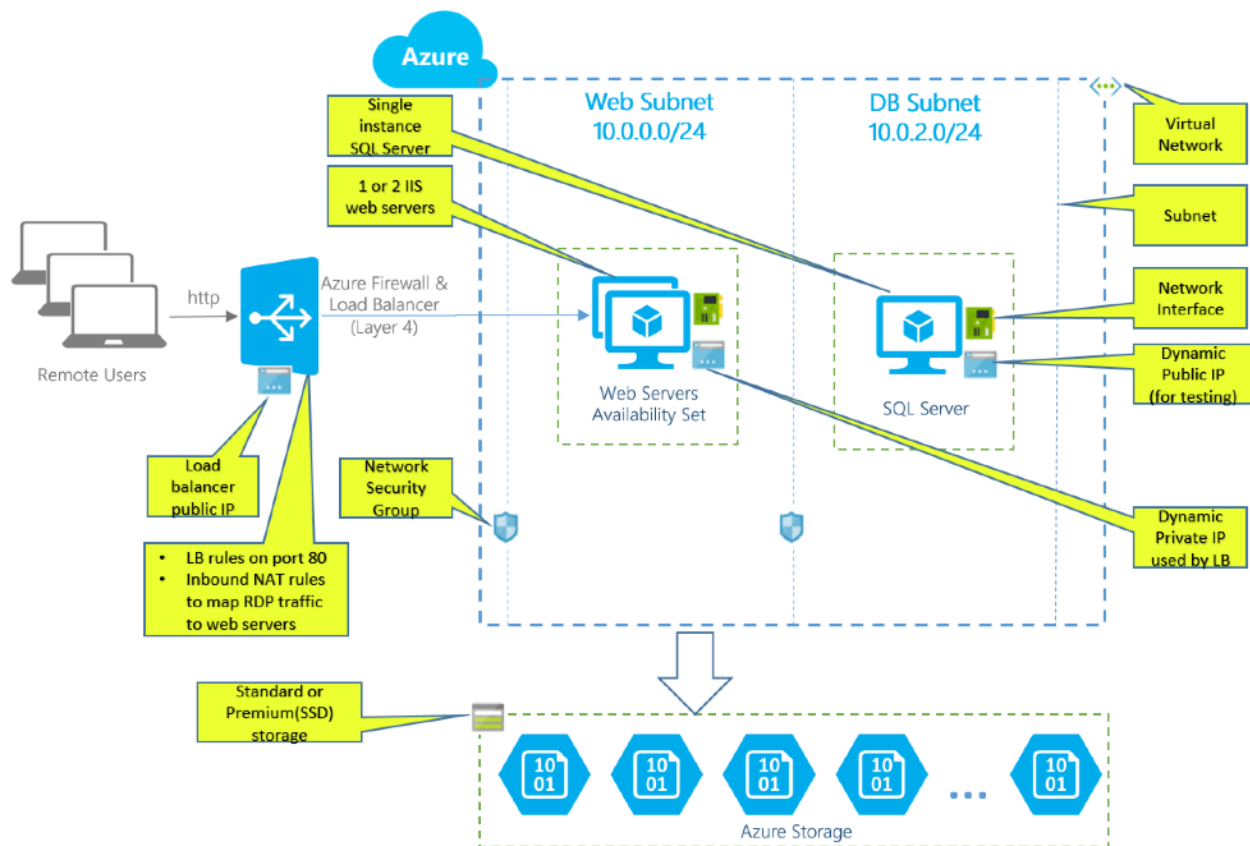 Azure
Web Subnet
10.0.0.0/24
DB Subnet
10.0.2.0/24
Single
instance
SQL Server
1 or 2 IIS
web servers
Virtual
Network
Subnet
Network
Interface
Dynamic
Public IP
(for testing)
Dynamic
Private IP
used by LB
http
Remote Users
Azure Firewall &
Load Balancer
(Layer 4)
Web Servers
Availability Set
SQL Server
Load
balancer
public IP
Network
Security
Group
• LB rules on port 80
• Inbound NAT rules
to map RDP traffic
to web servers
Standard or
Premium(SSD)
storage
10
01
10
01
10
01
10
01
...
10
01
Azure Storage